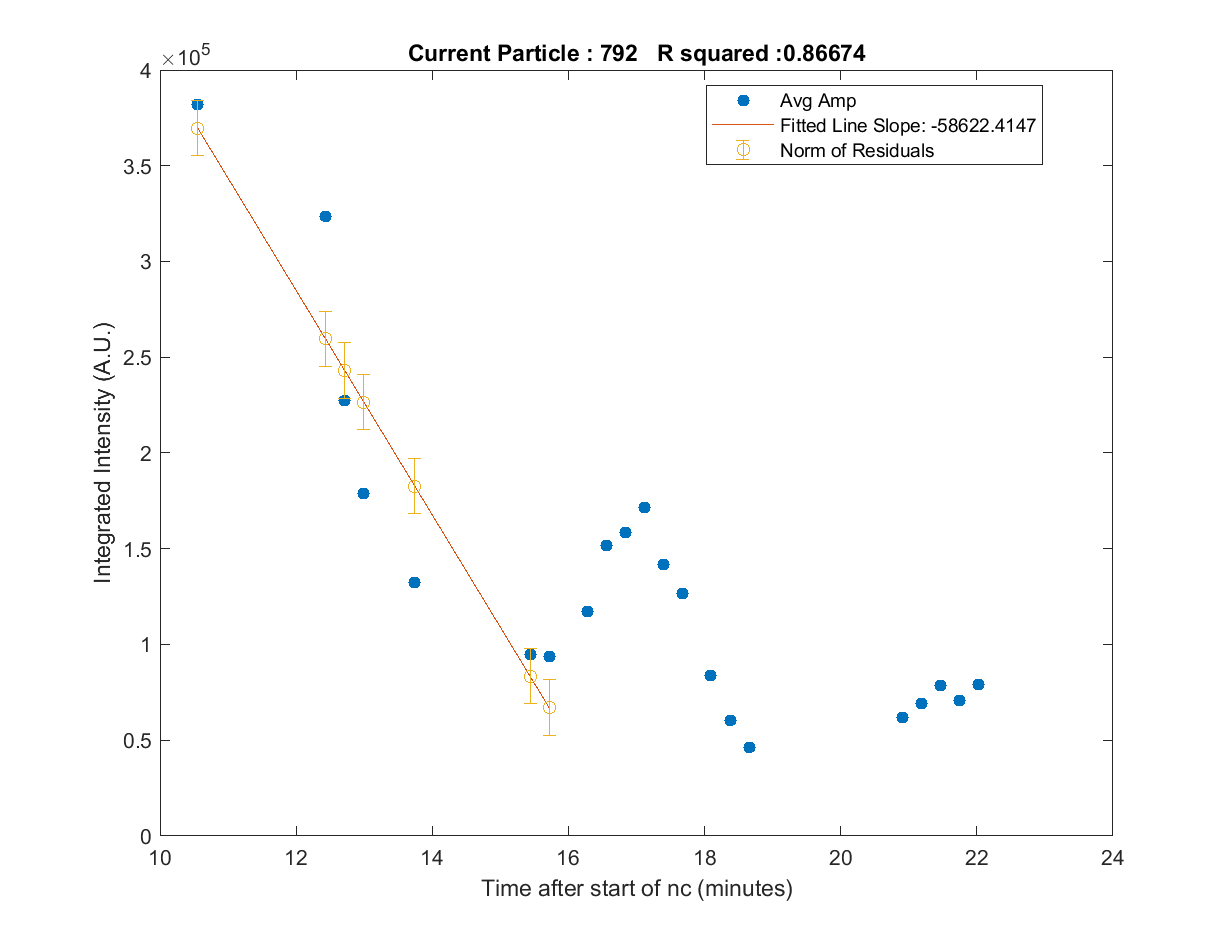 Current Particle : 792   R squared :0.86674
×10^5
4
3.5
3
2.5
2
1.5
1
0.5
0
Integrated Intensity (A.U.)
Avg Amp
Fitted Line Slope: -58622.4147
Norm of Residuals
10 12 14 16 18 20 22 24
Time after start of nc (minutes)